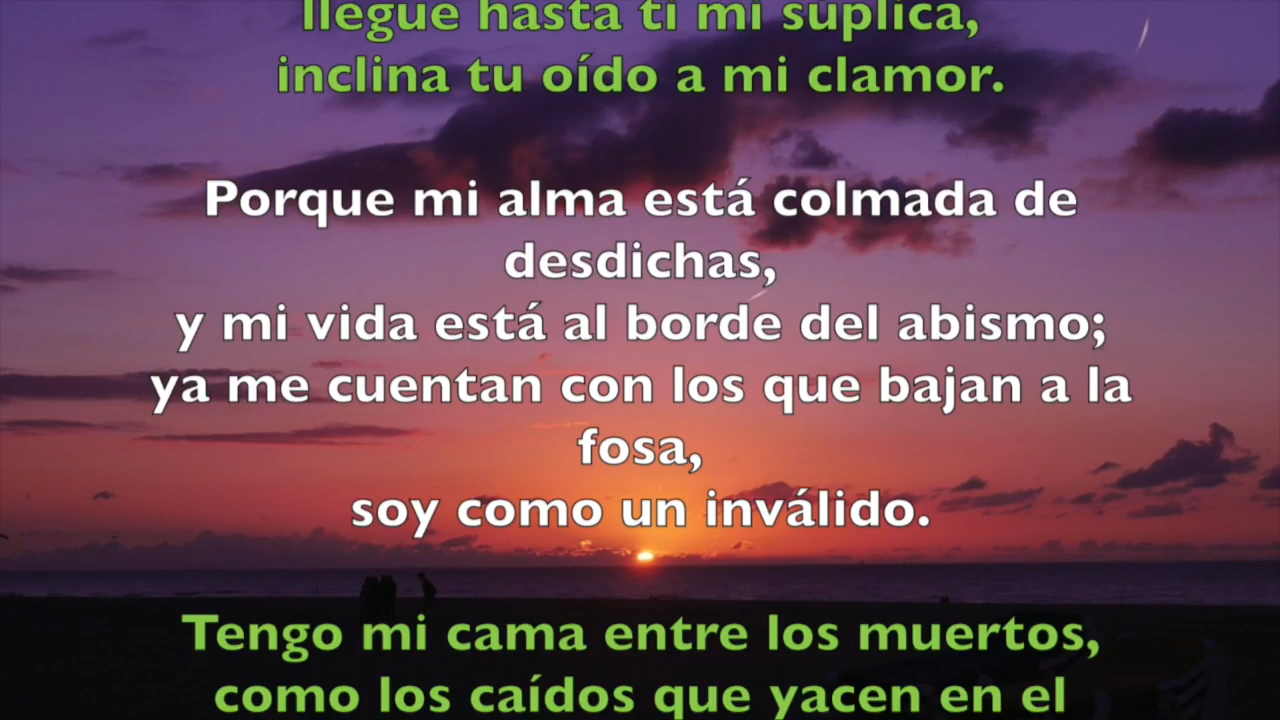 llegue hasta ti mi súplica,
inclina tu oído a mi clamor.
Porque mi alma está colmada de
desdichas,
y mi vida está al borde del abismo;
ya me cuentan con los que bajan a la
fosa,
soy como un inválido.
Tengo mi cama entre los muertos,
como los caídos que yacen en el